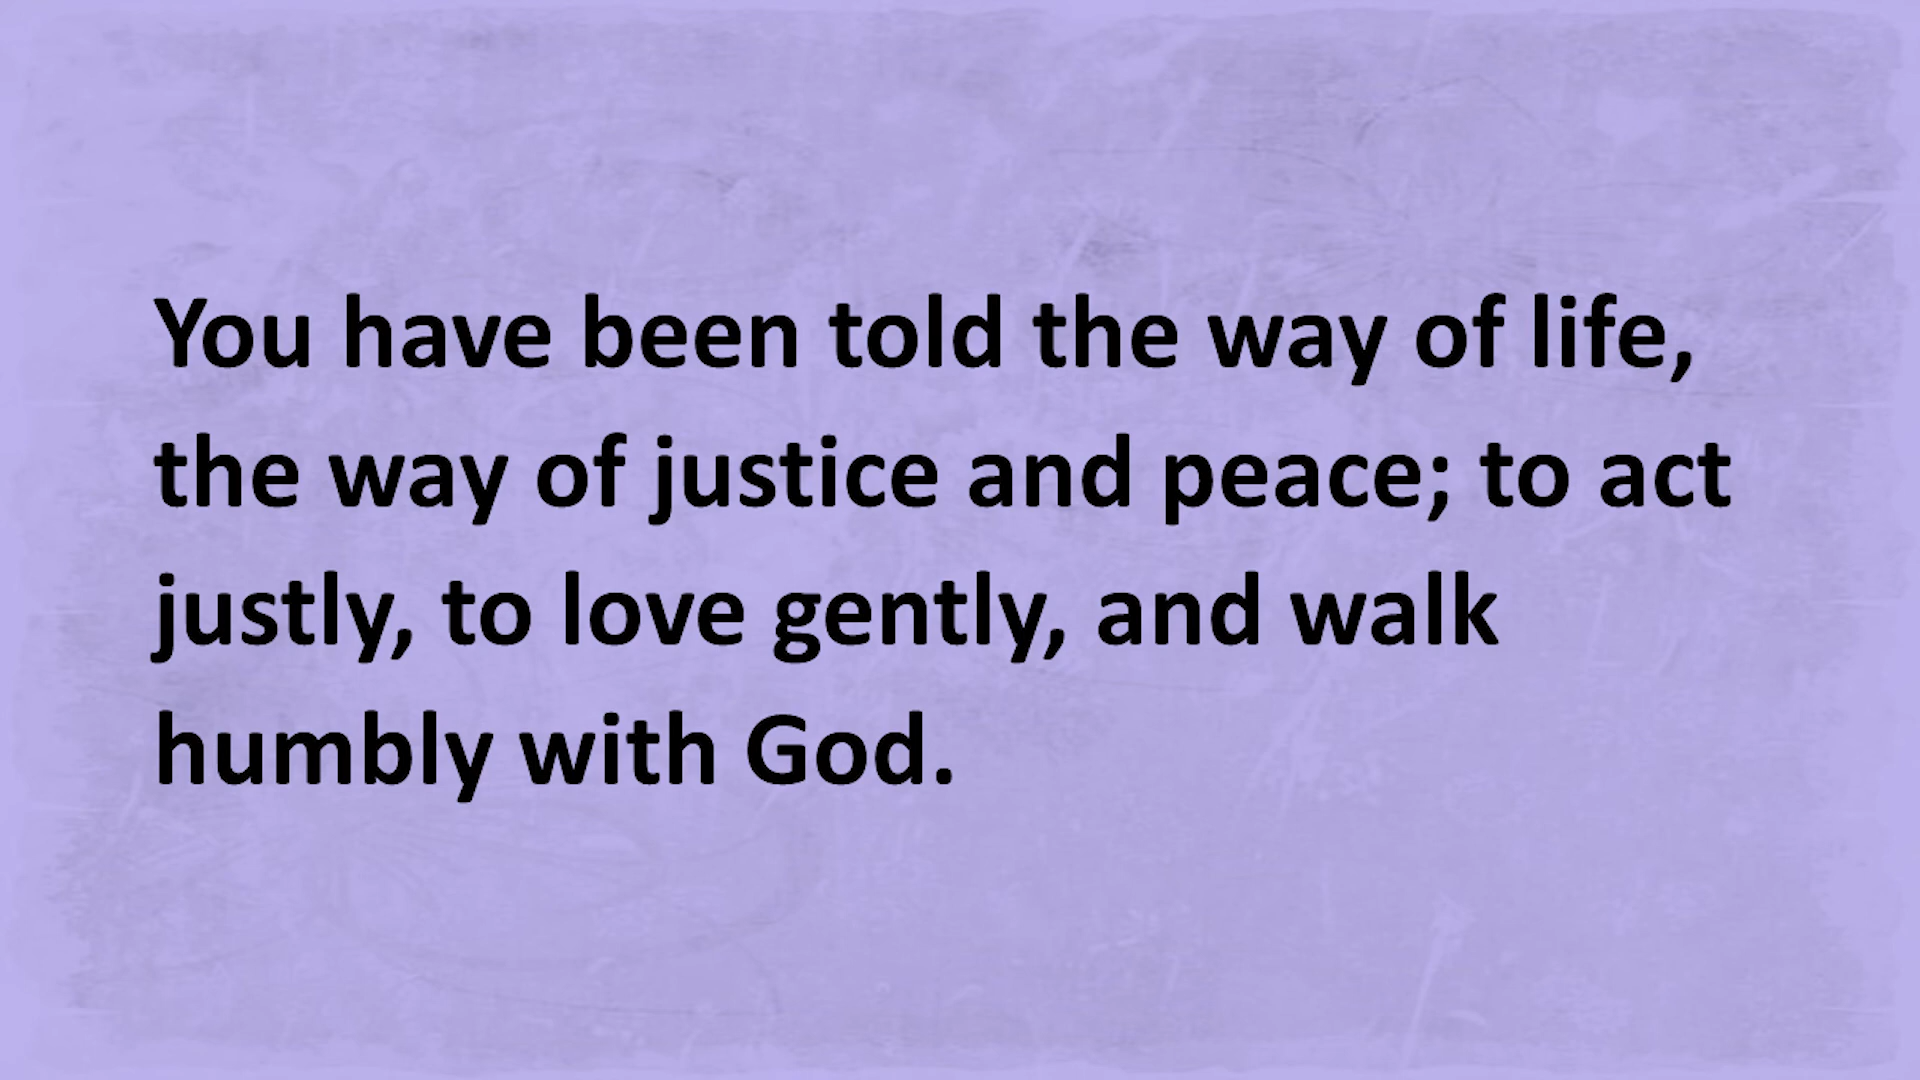 You have been told the way of life,
the way of justice and peace; to act
justly, to love gently, and walk
humbly with God.